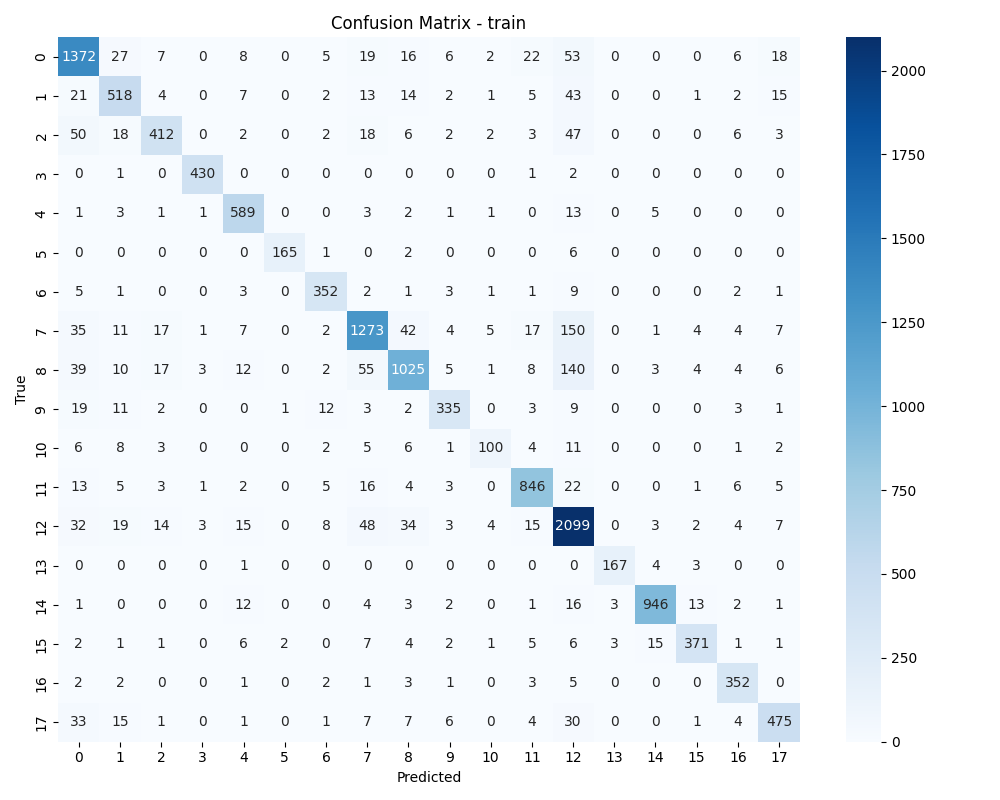 Confusion Matrix - train
0 1372 27 7 0 8 0 5 19 16 6 2 22 53 0 0 0 6 18
1 21 518 4 0 7 0 2 13 14 2 1 5 43 0 0 1 2 15
2 50 18 412 0 2 0 2 18 6 2 2 3 47 0 0 0 6 3
3 0 1 0 430 0 0 0 0 0 0 0 1 2 0 0 0 0 0
4 1 3 1 1 589 0 0 3 2 1 1 0 13 0 5 0 0 0
5 0 0 0 0 0 165 1 0 2 0 0 0 6 0 0 0 0 0
6 5 1 0 0 3 0 352 2 1 3 1 1 9 0 0 0 2 1
7 35 11 17 1 7 0 2 1273 42 4 5 17 150 0 1 4 4 7
8 39 10 17 3 12 0 2 55 1025 5 1 8 140 0 3 4 4 6
9 19 11 2 0 0 1 12 3 2 335 0 3 9 0 0 0 3 1
10 6 8 3 0 0 0 2 5 6 1 100 4 11 0 0 0 1 2
11 13 5 3 1 2 0 5 16 4 3 0 846 22 0 0 1 6 5
12 32 19 14 3 15 0 8 48 34 3 4 15 2099 0 3 2 4 7
13 0 0 0 0 1 0 0 0 0 0 0 0 0 167 4 3 0 0
14 1 0 0 0 12 0 0 4 3 2 0 1 16 3 946 13 2 1
15 2 1 1 0 6 2 0 7 4 2 1 5 6 3 15 371 1 1
16 2 2 0 0 1 0 2 1 3 1 0 3 5 0 0 0 352 0
17 33 15 1 0 1 0 1 7 7 6 0 4 30 0 0 1 4 475
0 1 2 3 4 5 6 7 8 9 10 11 12 13 14 15 16 17
Predicted
True
2000
1750
1500
1250
1000
750
500
250
0